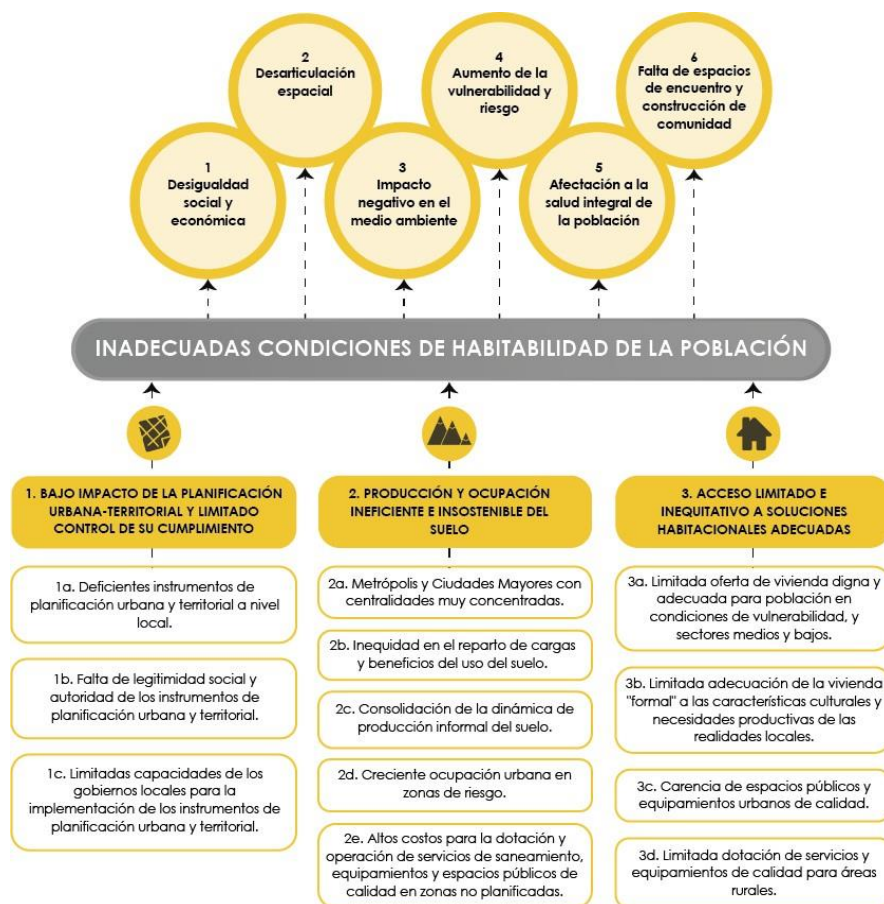 1
Desigualdad
social y
económica
2
Desarticulación
espacial
3
Impacto
negativo en el
medio ambiente
4
Aumento de la
vulnerabilidad y
riesgo
5
Afectación a la
salud integral de
la población
6
Falta de espacios
de encuentro y
construcción de
comunidad
INADECUADAS CONDICIONES DE HABITABILIDAD DE LA POBLACIÓN
1. BAJO IMPACTO DE LA PLANIFICACIÓN
URBANA-TERRITORIAL Y LIMITADO
CONTROL DE SU CUMPLIMIENTO
1a. Deficientes instrumentos de
planificación urbana y territorial a nivel
local.
1b. Falta de legitimidad social y
autoridad de los instrumentos de
planificación urbana y territorial.
1c. Limitadas capacidades de los
gobiernos locales para la
implementación de los instrumentos de
planificación urbana y territorial.
2. PRODUCCIÓN Y OCUPACIÓN
INEFICIENTE E INSOSTENIBLE DEL
SUELO
2a. Metrópolis y Ciudades Mayores con
centralidades muy concentradas.
2b. Inequidad en el reparto de cargas
y beneficios del uso del suelo.
2c. Consolidación de la dinámica de
producción informal del suelo.
2d. Creciente ocupación urbana en
zonas de riesgo.
2e. Altos costos para la dotación y
operación de servicios de saneamiento,
equipamientos y espacios públicos de
calidad en zonas no planificadas.
3. ACCESO LIMITADO E
INEQUITATIVO A SOLUCIONES
HABITACIONALES ADECUADAS
3a. Limitada oferta de vivienda digna y
adecuada para población en
condiciones de vulnerabilidad, y
sectores medios y bajos.
3b. Limitada adecuación de la vivienda
"formal" a las características culturales y
necesidades productivas de las
realidades locales.
3c. Carencia de espacios públicos y
equipamientos urbanos de calidad.
3d. Limitada dotación de servicios y
equipamientos de calidad para áreas
rurales.